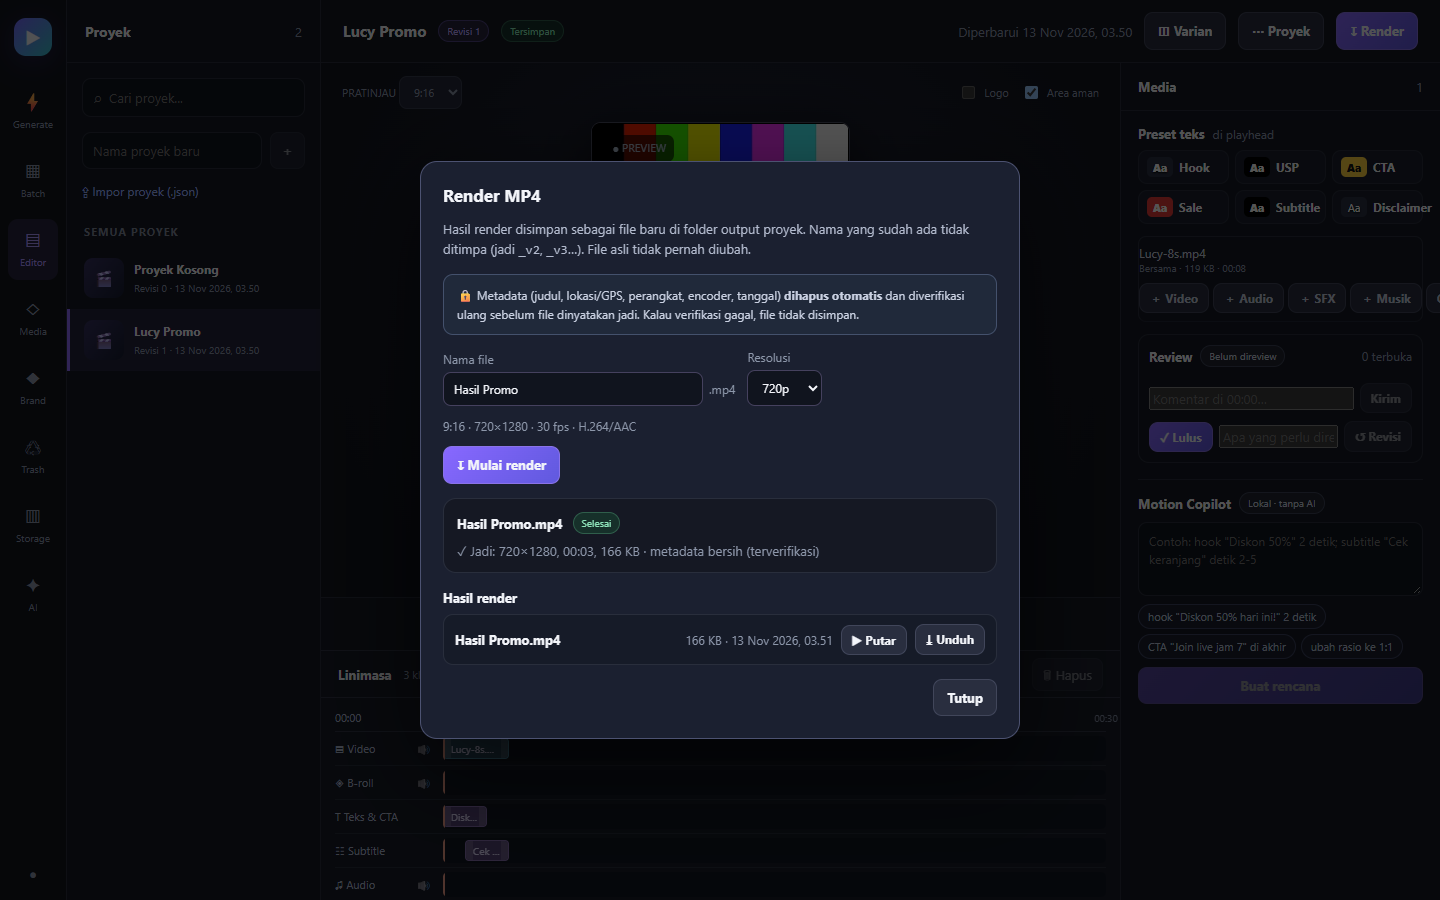 Proyek
2
Lucy Promo
Revisi 1
Tersimpan
Diperbarui 13 Nov 2026, 03.50
Varian
Proyek
Render
Generate
Batch
Editor
Media
Brand
Trash
Storage
AI
Cari proyek...
Nama proyek baru
+
Impor proyek (.json)
SEMUA PROYEK
Proyek Kosong
Revisi 0 · 13 Nov 2026, 03.50
Lucy Promo
Revisi 1 · 13 Nov 2026, 03.50
PRATINJAU
9:16
Logo
Area aman
● PREVIEW
Render MP4
Hasil render disimpan sebagai file baru di folder output proyek. Nama yang sudah ada tidak
ditimpa (jadi _v2, _v3...). File asli tidak pernah diubah.
Metadata (judul, lokasi/GPS, perangkat, encoder, tanggal) dihapus otomatis dan diverifikasi
ulang sebelum file dinyatakan jadi. Kalau verifikasi gagal, file tidak disimpan.
Nama file
Resolusi
Hasil Promo
.mp4
720p
9:16 · 720×1280 · 30 fps · H.264/AAC
Mulai render
Hasil Promo.mp4
Selesai
✓ Jadi: 720×1280, 00:03, 166 KB · metadata bersih (terverifikasi)
Hasil render
Hasil Promo.mp4
166 KB · 13 Nov 2026, 03.51
▶ Putar
Unduh
Tutup
Linimasa
Hapus
00:00
00:30
Video
Lucy-8s....
B-roll
T Teks & CTA
Disk...
Subtitle
Cek ...
Audio
Media
1
Preset teks
di playhead
Aa Hook
Aa USP
Aa CTA
Aa Sale
Aa Subtitle
Aa Disclaimer
Lucy-8s.mp4
Bersama · 119 KB · 00:08
+ Video
+ Audio
+ SFX
+ Musik
Review
Belum direview
0 terbuka
Komentar di 00:00...
Kirim
✓ Lulus
Apa yang perlu dire
Revisi
Motion Copilot
Lokal · tanpa AI
Contoh: hook "Diskon 50%" 2 detik; subtitle "Cek
keranjang" detik 2-5
hook "Diskon 50% hari ini!" 2 detik
CTA "Join live jam 7" di akhir
ubah rasio ke 1:1
Buat rencana